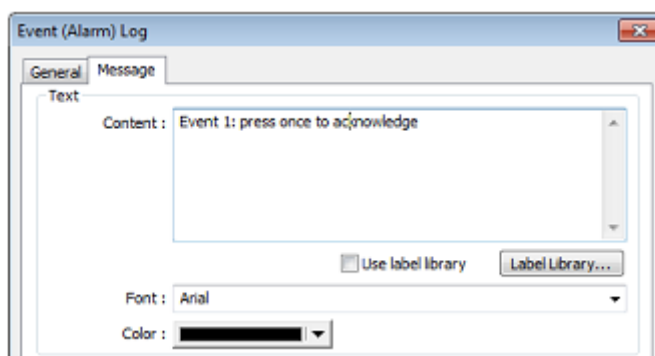 Event (Alarm) Log
General Message
Text
Content : Event 1: press once to acknowledge
Use label library Label Library...
Font : Arial
Color :